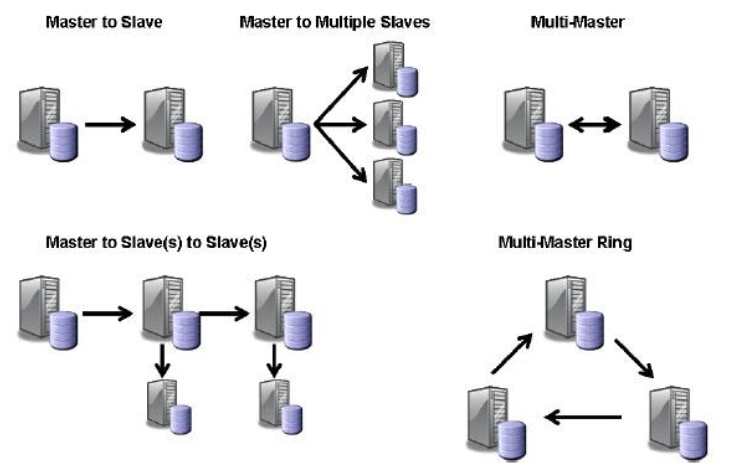 Master to Slave
Master to Multiple Slaves
Multi-Master
Master to Slave(s) to Slave(s)
Multi-Master Ring